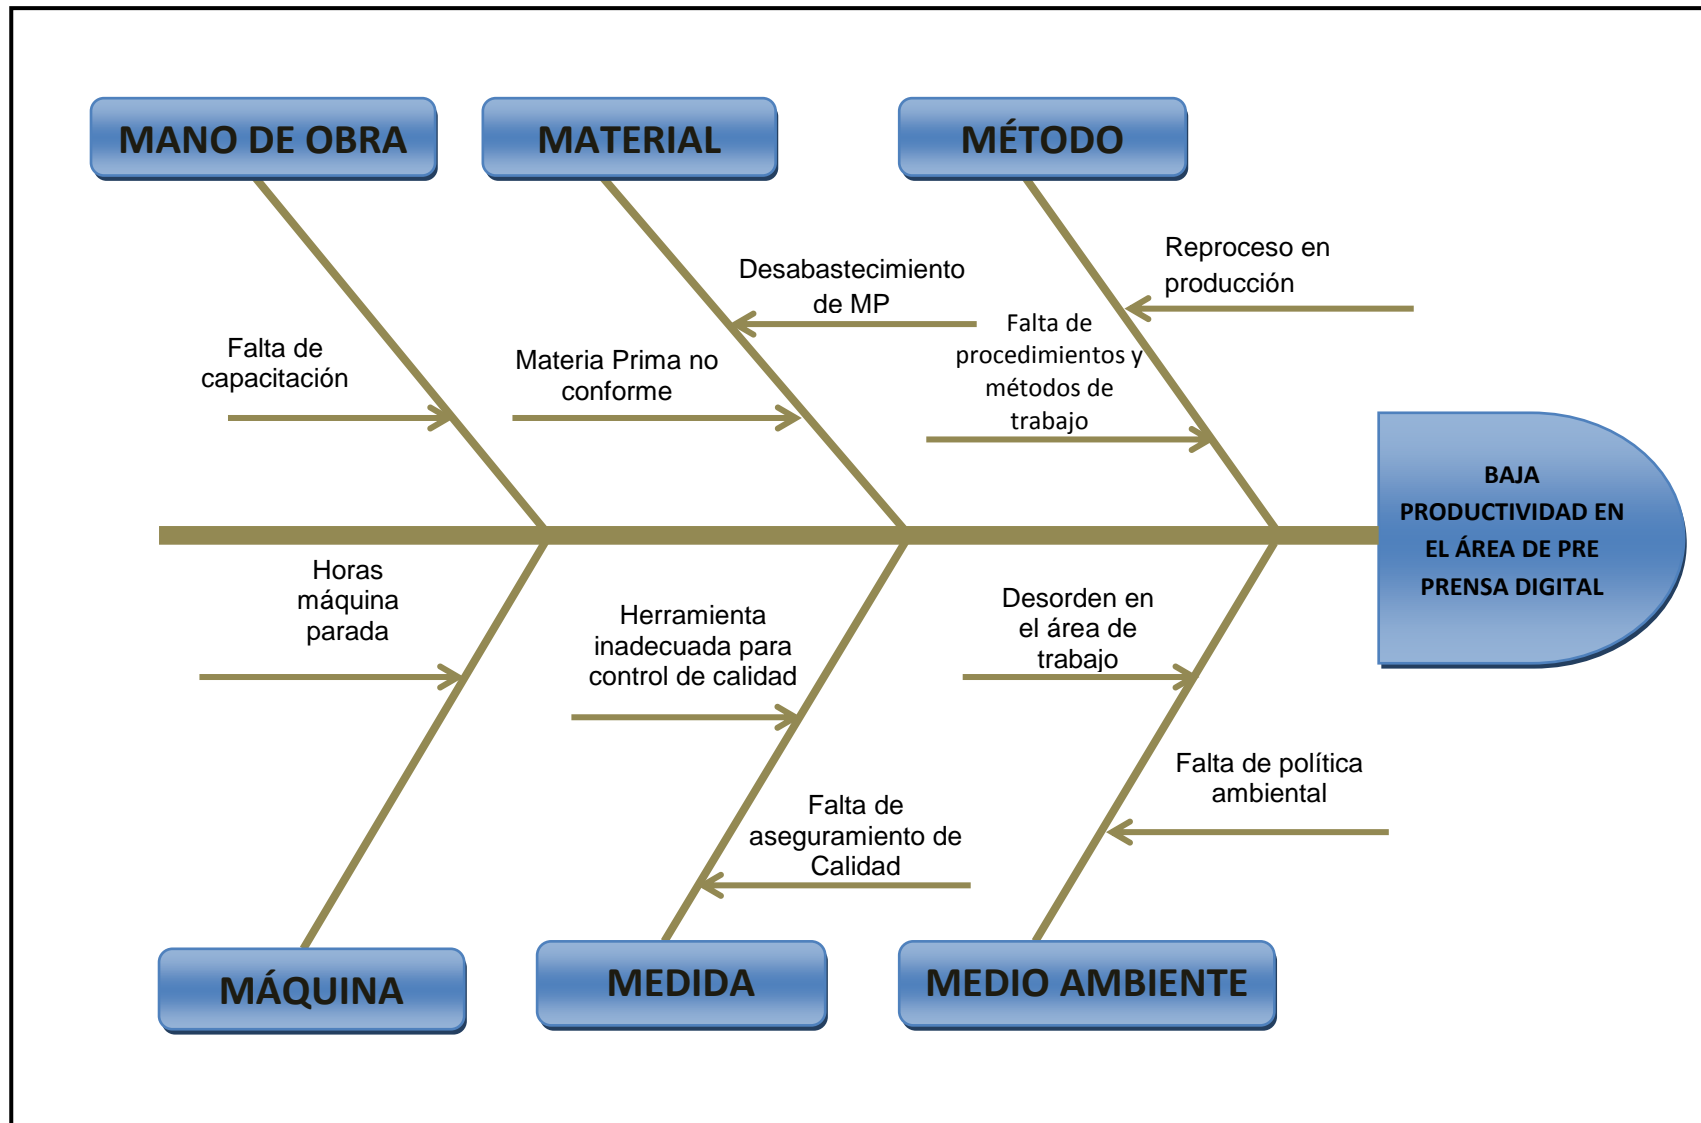 MANO DE OBRA
MATERIAL
MÉTODO
Reproceso en
producción
Desabastecimiento
de MP
Falta de
procedimientos y
métodos de
trabajo
Falta de
capacitación
Materia Prima no
conforme
BAJA
PRODUCTIVIDAD EN
EL ÁREA DE PRE
PRENSA DIGITAL
Horas
máquina
parada
Herramienta
inadecuada para
control de calidad
Desorden en
el área de
trabajo
Falta de política
ambiental
Falta de
aseguramiento de
Calidad
MÁQUINA
MEDIDA
MEDIO AMBIENTE